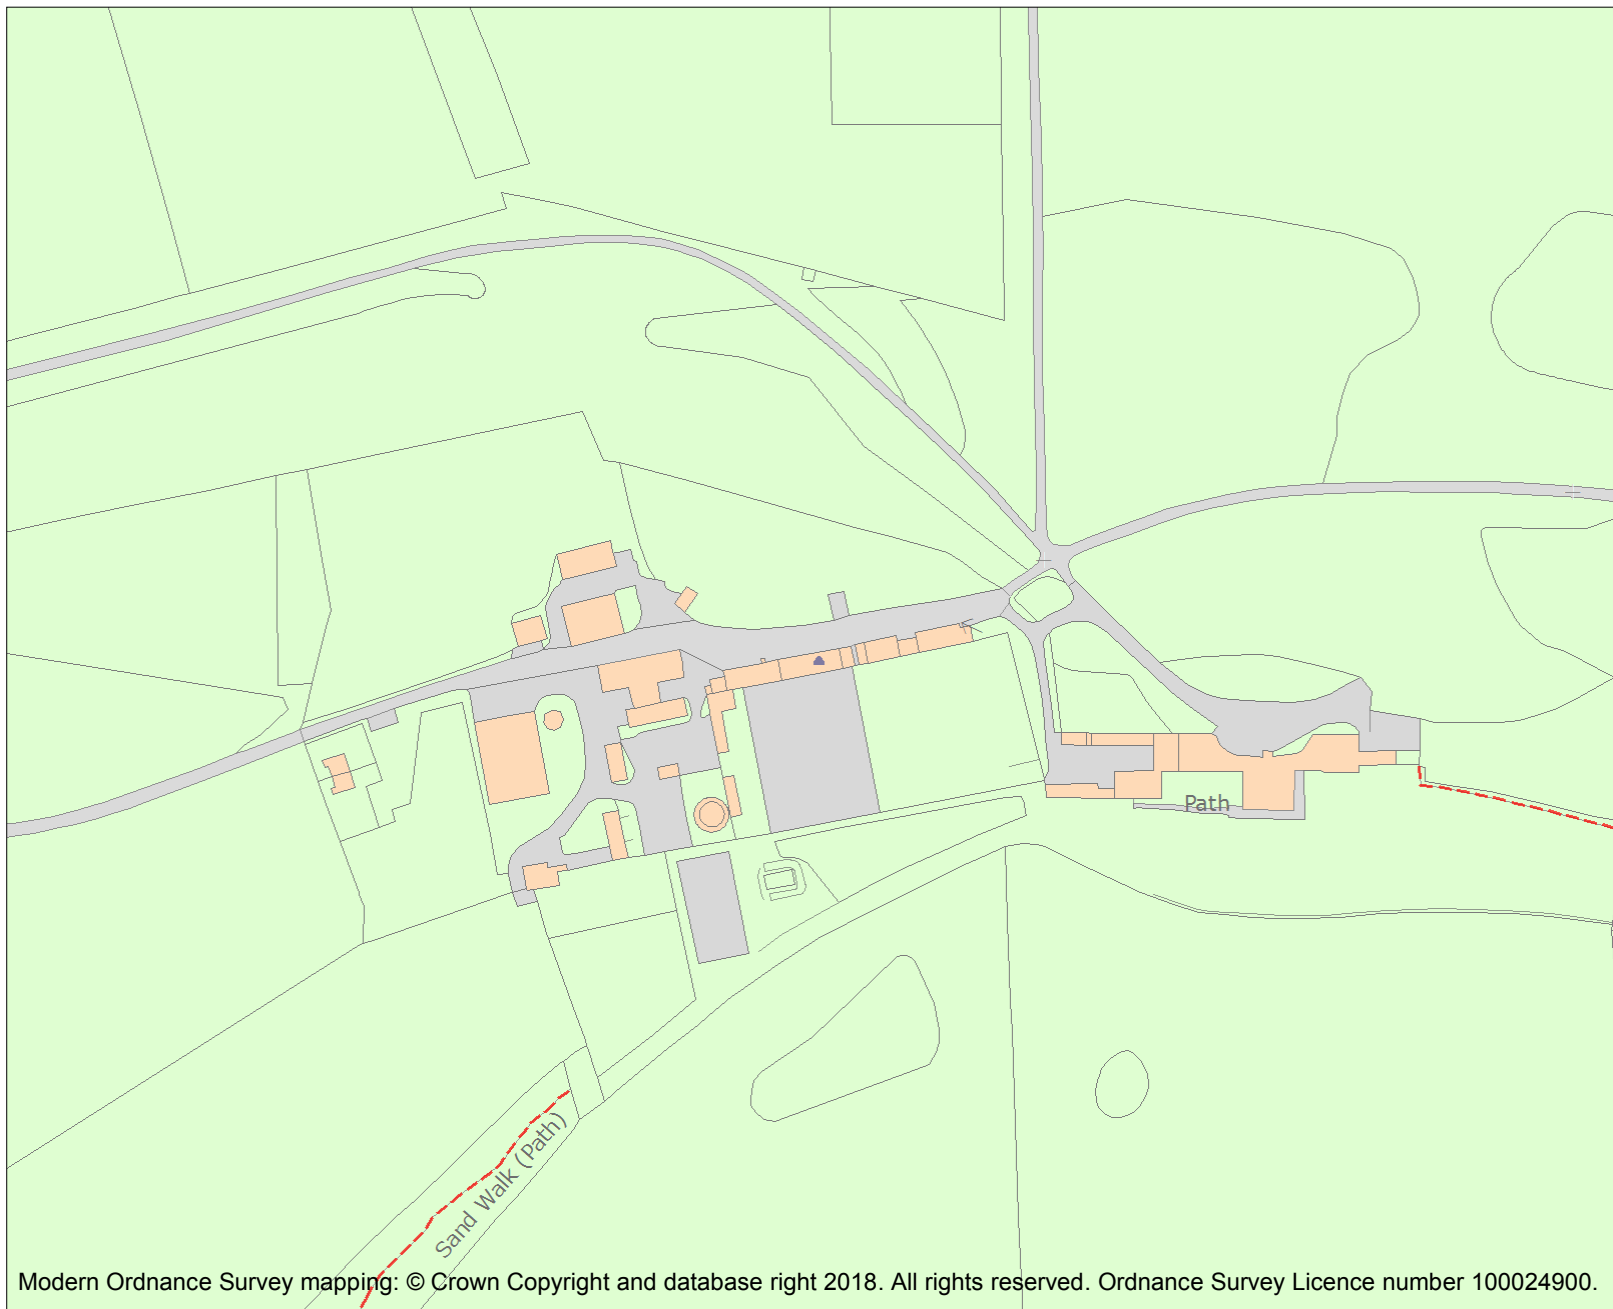 Path
Sand Walk (Path)
Modern Ordnance Survey mapping: © Crown Copyright and database right 2018. All rights reserved. Ordnance Survey Licence number 100024900.